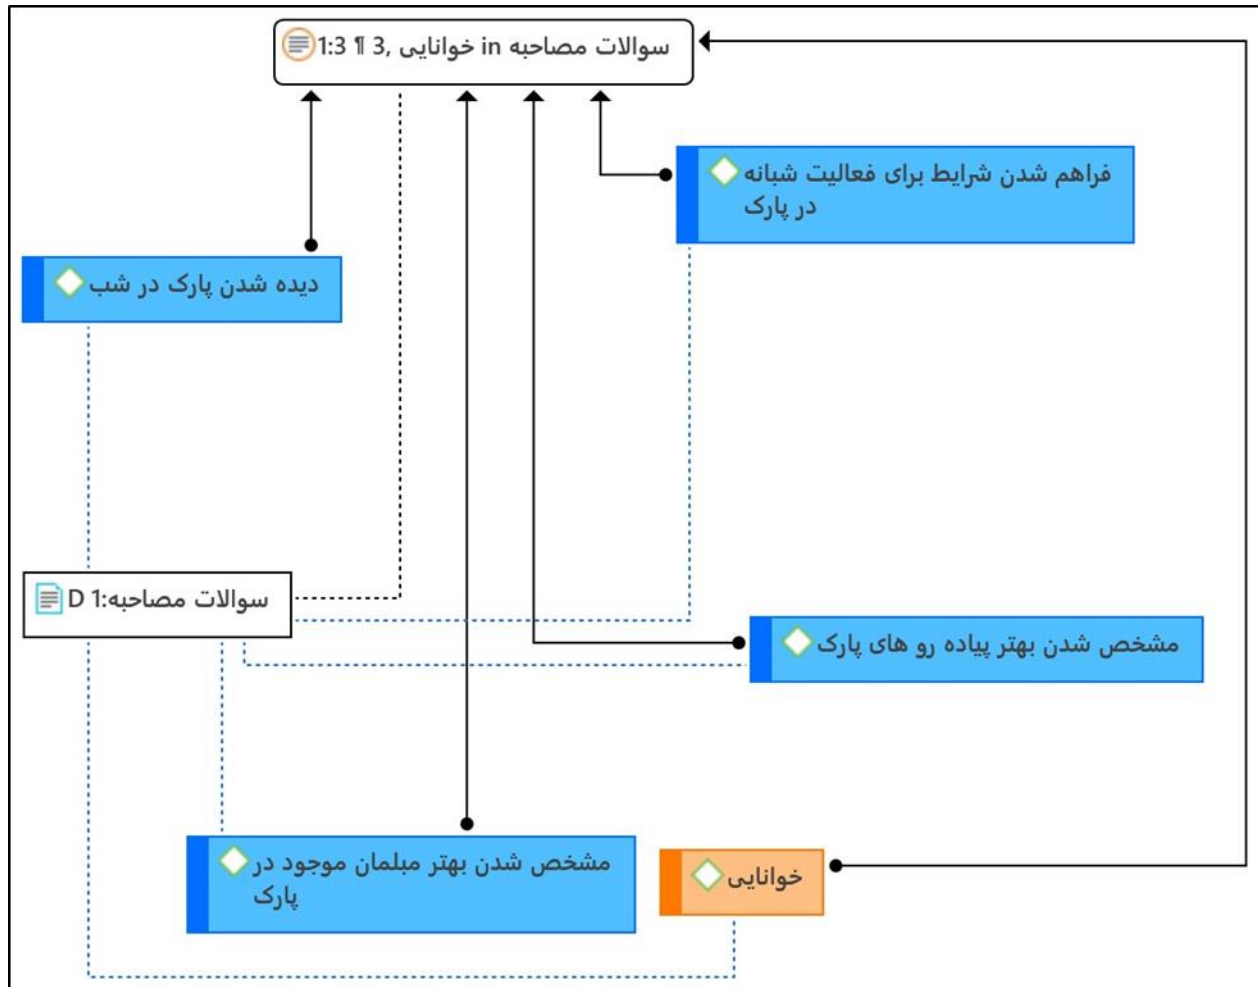 1:3 ¶ 3, خوانایی in سوالات مصاحبه
فراهم شدن شرایط برای فعالیت شبانه
در پارک
دیده شدن پارک در شب
D 1:سوالات مصاحبه
مشخص شدن بهتر پیاده رو های پارک
مشخص شدن بهتر مبلمان موجود در
پارک
خوانایی